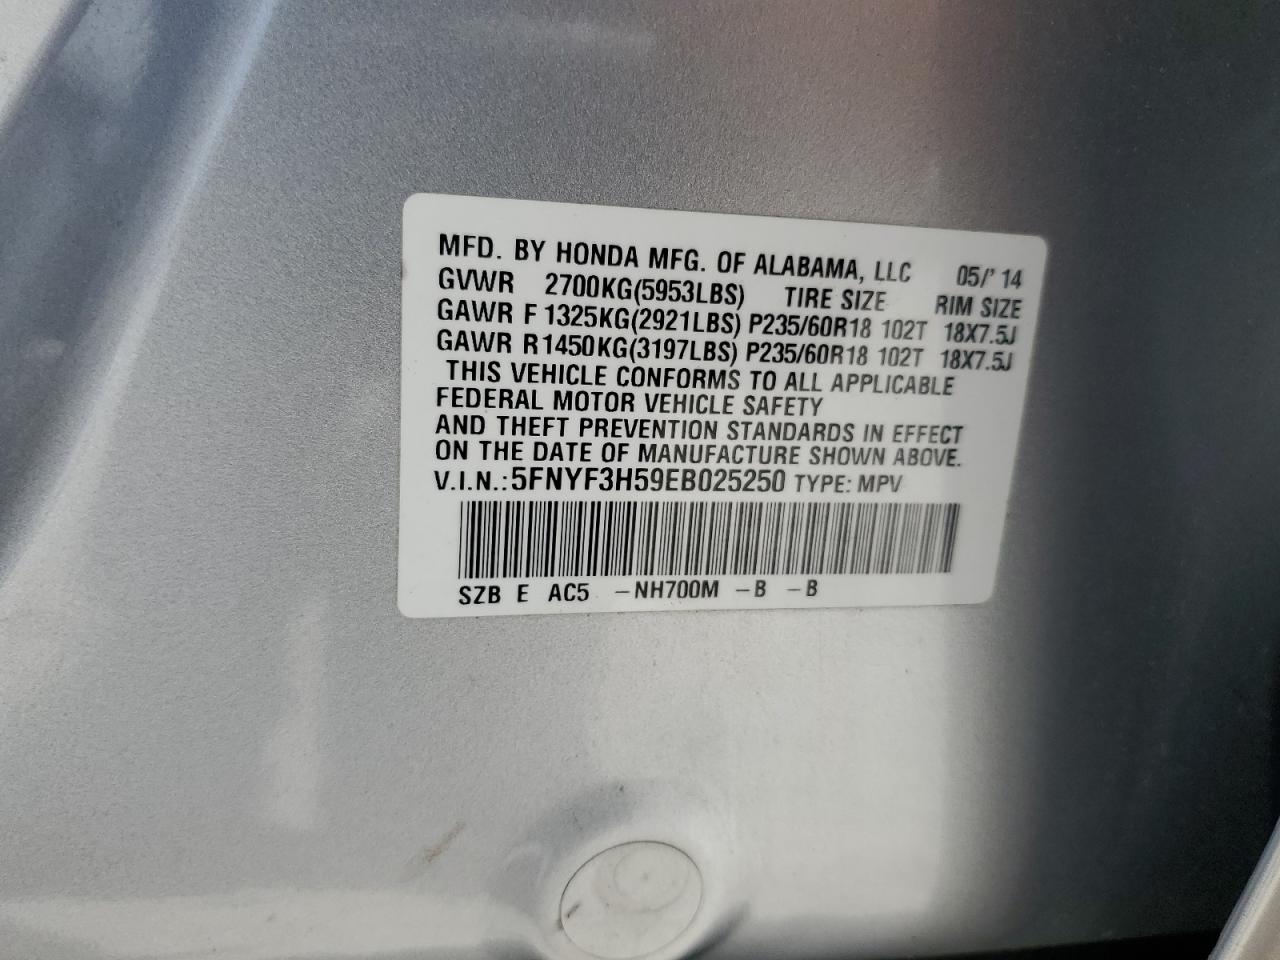 MFD. BY HONDA MFG. OF ALABAMA, LLC 05/' 14
GVWR 2700KG(5953LBS) TIRE SIZE RIM SIZE
GAWR F 1325KG(2921LBS) P235/60R18 102T 18X7.5J
GAWR R1450KG(3197LBS) P235/60R18 102T 18X7.5J
THIS VEHICLE CONFORMS TO ALL APPLICABLE
FEDERAL MOTOR VEHICLE SAFETY
AND THEFT PREVENTION STANDARDS IN EFFECT
ON THE DATE OF MANUFACTURE SHOWN ABOVE.
V.I.N.:5FNYF3H59EB025250 TYPE: MPV
SZB E AC5 -NH700M -B -B